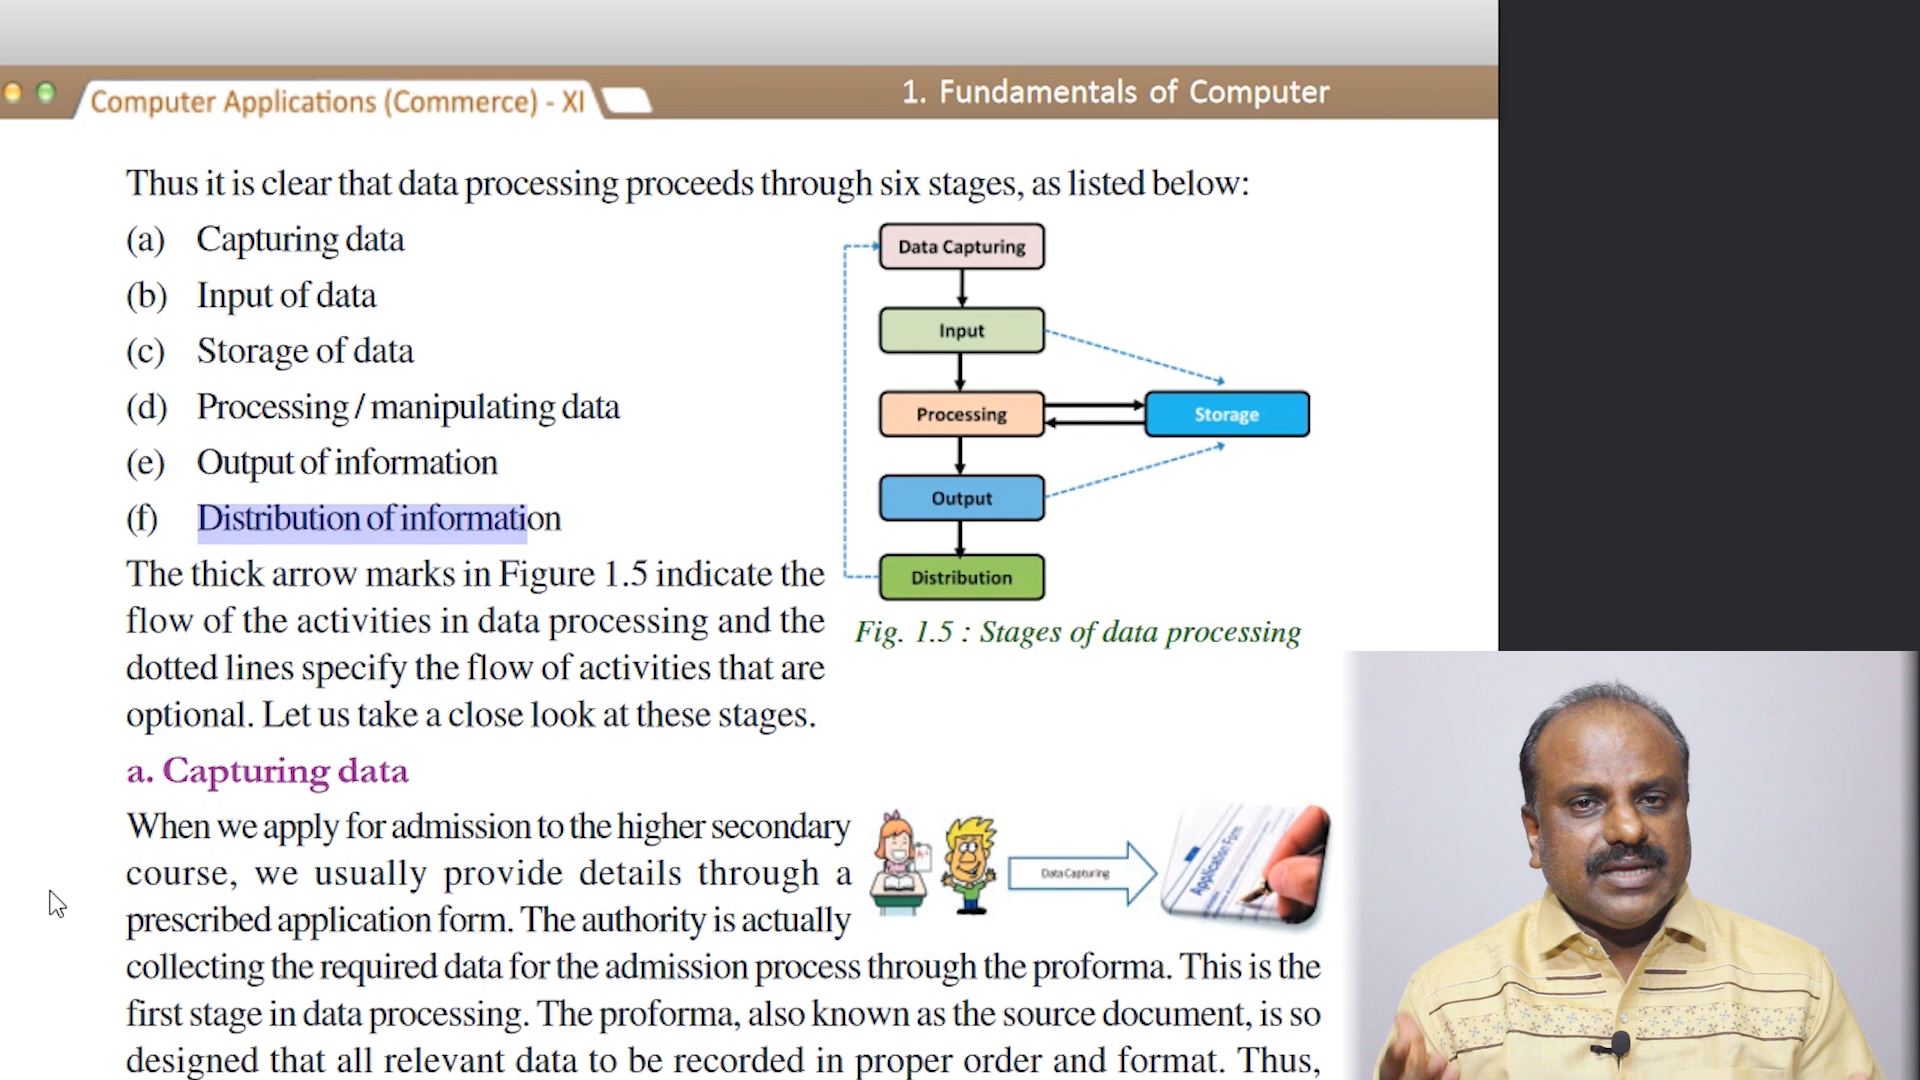 Computer Applications (Commerce) - XI
1. Fundamentals of Computer
Thus it is clear that data processing proceeds through six stages, as listed below:
(a) Capturing data
(b) Input of data
(c) Storage of data
(d) Processing / manipulating data
(e) Output of information
(f) Distribution of information
Data Capturing
Input
Processing
Storage
Output
Distribution
Fig. 1.5 : Stages of data processing
The thick arrow marks in Figure 1.5 indicate the
flow of the activities in data processing and the
dotted lines specify the flow of activities that are
optional. Let us take a close look at these stages.
a. Capturing data
When we apply for admission to the higher secondary
course, we usually provide details through a
prescribed application form. The authority is actually
Data Capturing
Application Form
collecting the required data for the admission process through the proforma. This is the
first stage in data processing. The proforma, also known as the source document, is so
designed that all relevant data to be recorded in proper order and format. Thus,